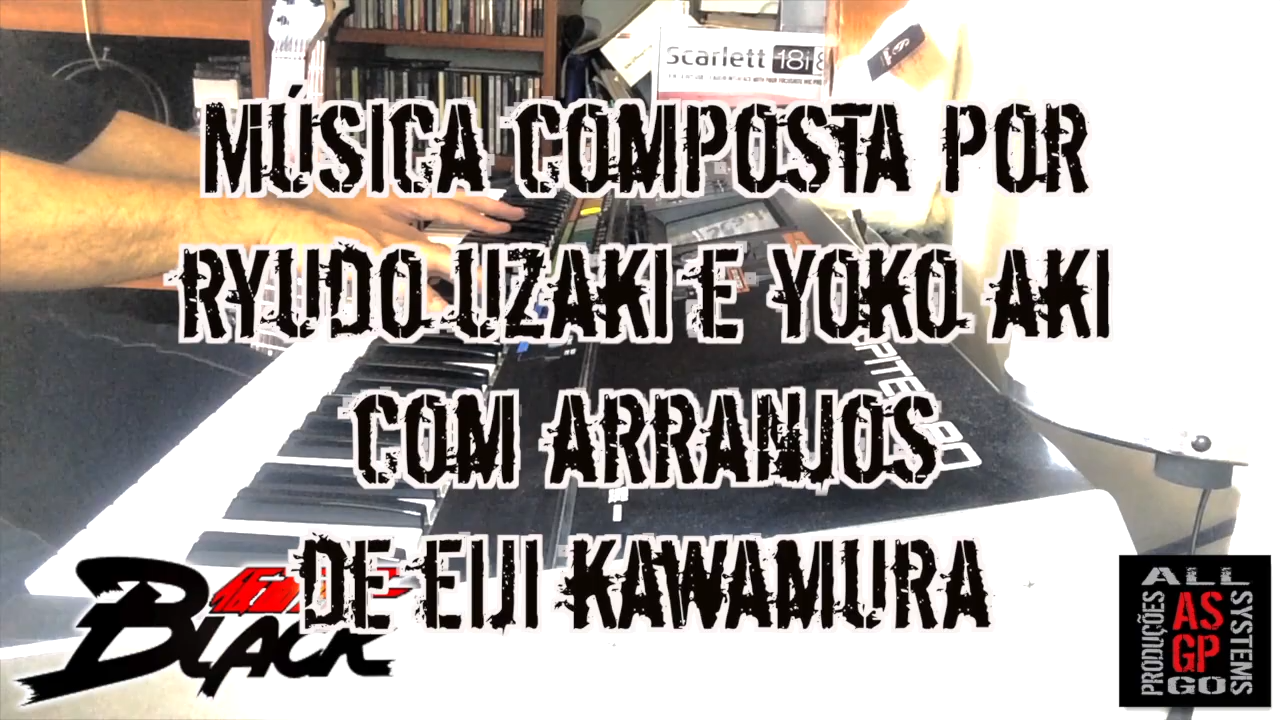 Scarlett 18i8
MÚSICA COMPOSTA POR
RYUDO UZAKI E YOKO AKI
COM ARRANJOS
DE EIJI KAWAMURA
BLACK
ALL
SYSTEMS
GO
PRODUÇÕES
AS
GP